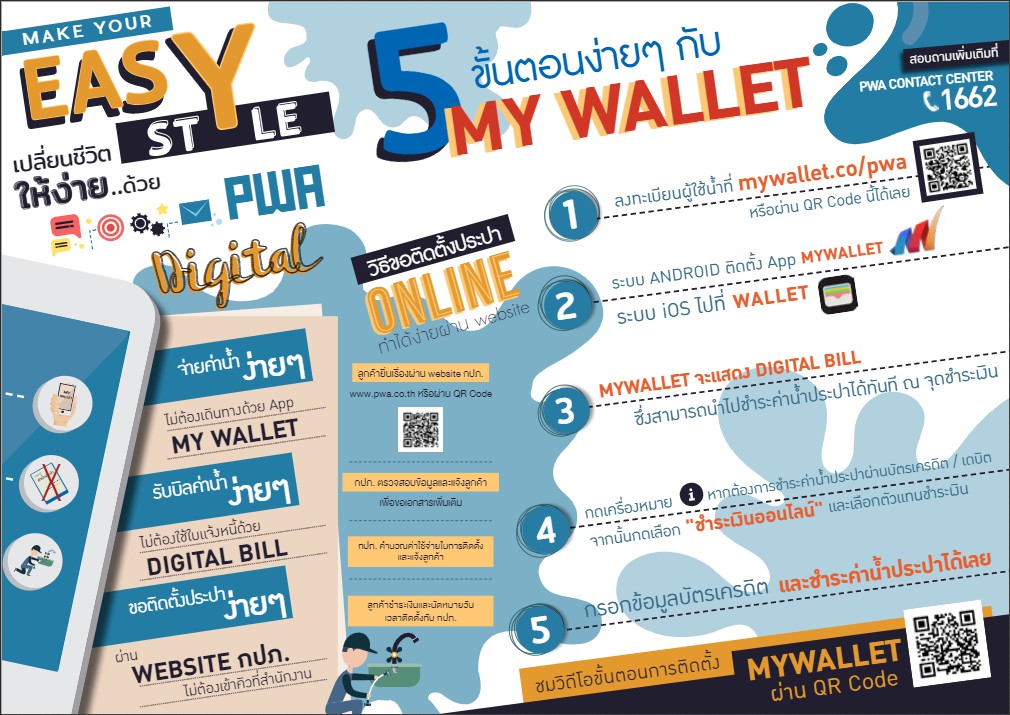 MAKE YOUR
EASY
STYLE
เปลี่ยนชีวิต
ให้ง่าย..ด้วย
PWA
Digital
จ่ายค่าน้ำ ง่ายๆ
ไม่ต้องเดินทางด้วย App
MY WALLET
รับบิลค่าน้ำ ง่ายๆ
ไม่ต้องใช้ใบแจ้งหนี้ด้วย
DIGITAL BILL
ขอติดตั้งประปา ง่ายๆ
ผ่าน WEBSITE กปภ.
ไม่ต้องเข้าคิวที่สำนักงาน
วิธีขอติดตั้งประปา
ONLINE
ทำได้ง่ายผ่าน website
ลูกค้ายื่นเรื่องผ่าน website กปภ.
www.pwa.co.th หรือผ่าน QR Code
กปภ. ตรวจสอบข้อมูลและแจ้งลูกค้า
เพื่อขอเอกสารเพิ่มเติม
กปภ. คำนวณค่าใช้จ่ายในการติดตั้ง
และแจ้งลูกค้า
ลูกค้าชำระเงินและนัดหมายวัน
เวลาติดตั้งกับ กปภ.
5 ขั้นตอนง่ายๆ กับ
MY WALLET
สอบถามเพิ่มเติมที่
PWA CONTACT CENTER
1662
1 ลงทะเบียนผู้ใช้น้ำที่ mywallet.co/pwa
หรือผ่าน QR Code นี้ได้เลย
2 ระบบ ANDROID ติดตั้ง App MYWALLET
ระบบ iOS ไปที่ WALLET
3 MYWALLET จะแสดง DIGITAL BILL
ซึ่งสามารถนำไปชำระค่าน้ำประปาได้ทันที ณ จุดชำระเงิน
4 กดเครื่องหมาย i หากต้องการชำระค่าน้ำประปาผ่านบัตรเครดิต / เดบิต
จากนั้นกดเลือก "ชำระเงินออนไลน์" และเลือกตัวแทนชำระเงิน
5 กรอกข้อมูลบัตรเครดิต และชำระค่าน้ำประปาได้เลย
ชมวิดีโอขั้นตอนการติดตั้ง MYWALLET
ผ่าน QR Code